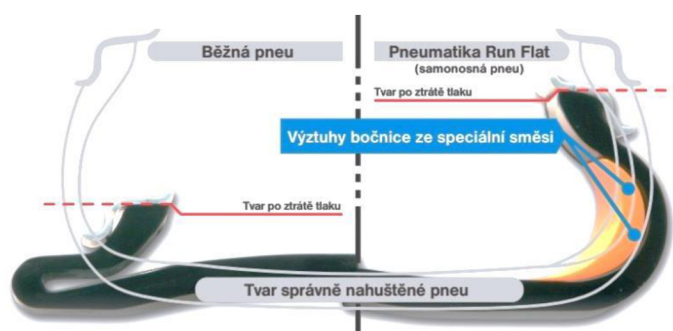 Běžná pneu
Pneumatika Run Flat
(samonosná pneu)
Tvar po ztrátě tlaku
Výztuhy bočnice ze speciální směsi
Tvar po ztrátě tlaku
Tvar správně nahuštěné pneu